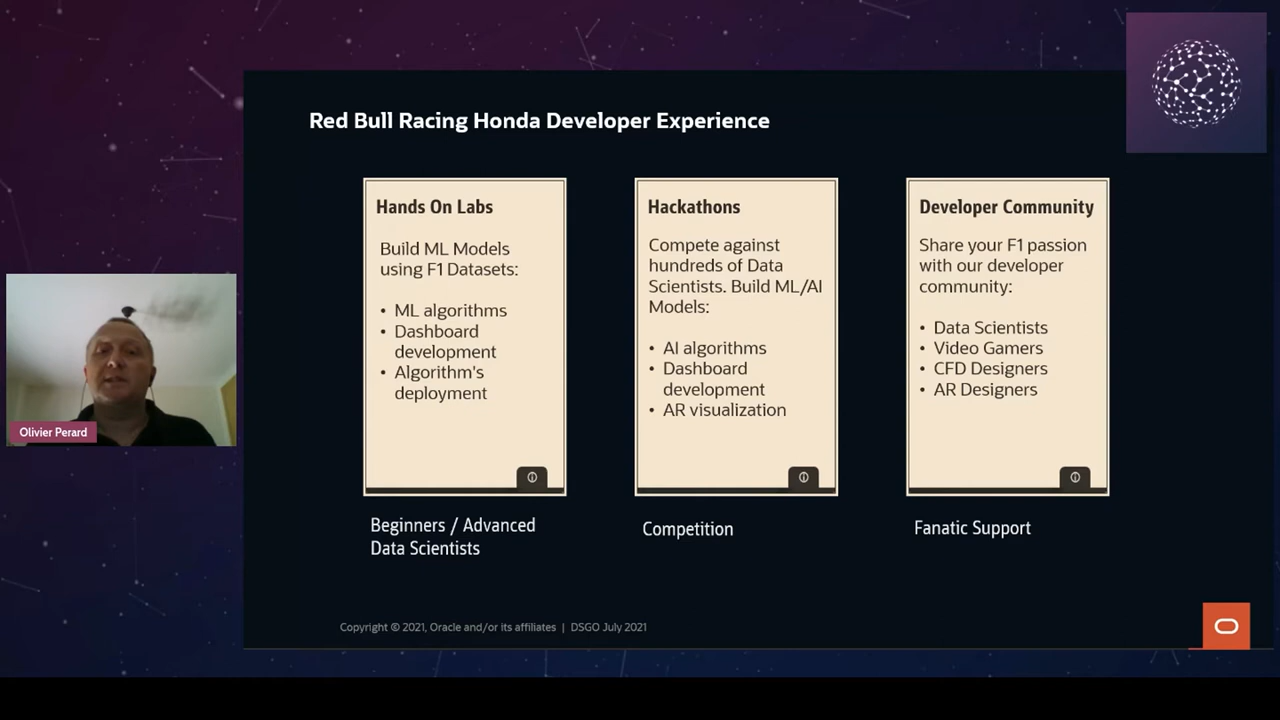 Red Bull Racing Honda Developer Experience
Hands On Labs
Build ML Models
using F1 Datasets:
• ML algorithms
• Dashboard
development
• Algorithm's
deployment
Beginners / Advanced
Data Scientists
Hackathons
Compete against
hundreds of Data
Scientists. Build ML/AI
Models:
• AI algorithms
• Dashboard
development
• AR visualization
Competition
Developer Community
Share your F1 passion
with our developer
community:
• Data Scientists
• Video Gamers
• CFD Designers
• AR Designers
Fanatic Support
Olivier Perard
Copyright © 2021, Oracle and/or its affiliates | DSGO July 2021